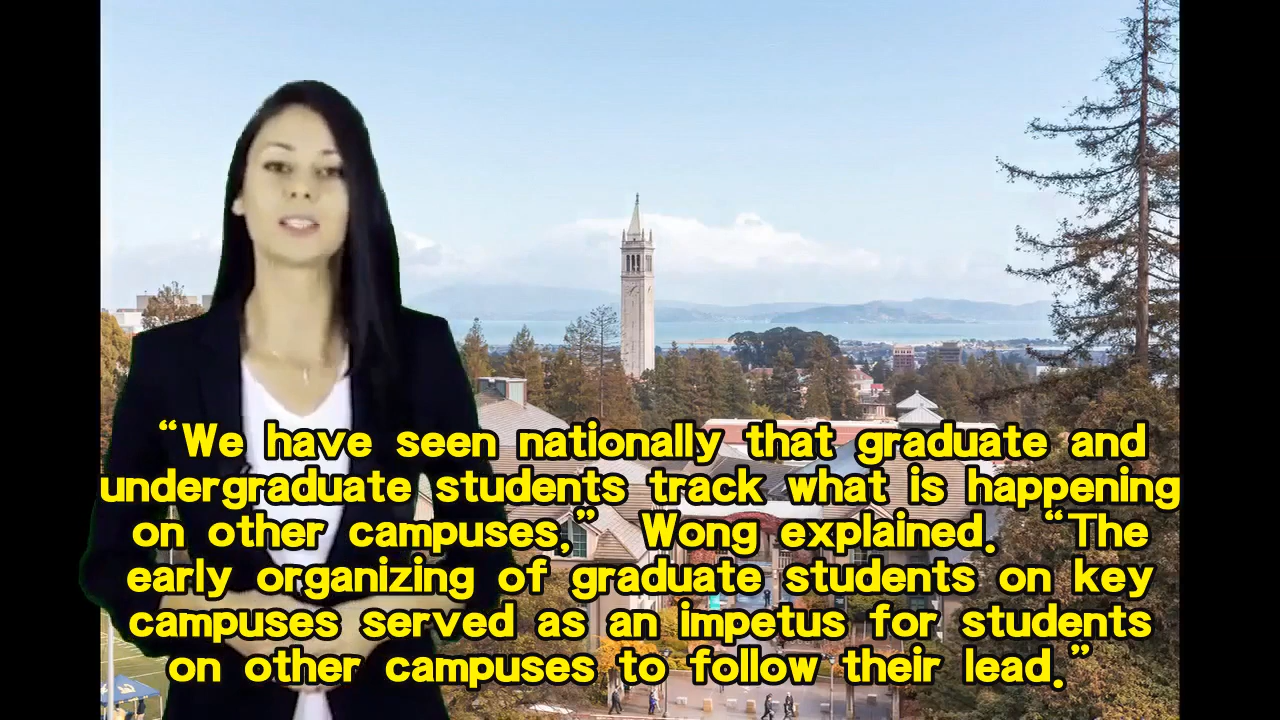 “We have seen nationally that graduate and
undergraduate students track what is happening
on other campuses,” Wong explained. “The
early organizing of graduate students on key
campuses served as an impetus for students
on other campuses to follow their lead.”